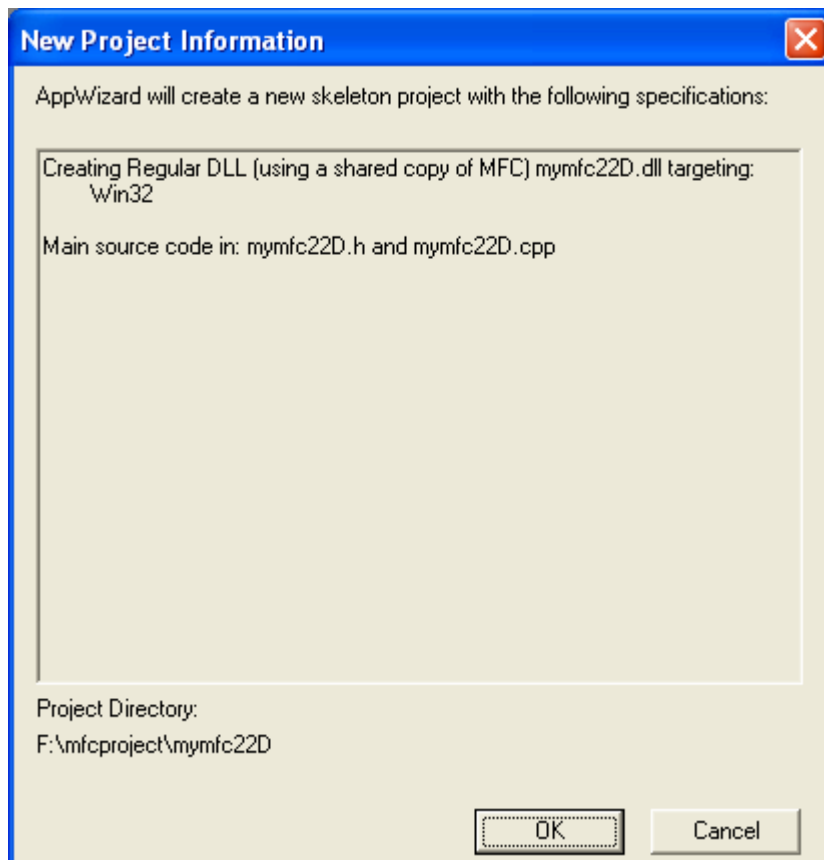 New Project Information
AppWizard will create a new skeleton project with the following specifications:
Creating Regular DLL (using a shared copy of MFC) mymfc22D.dll targeting:
Win32
Main source code in: mymfc22D.h and mymfc22D.cpp
Project Directory:
F:\mfcproject\mymfc22D
OK
Cancel